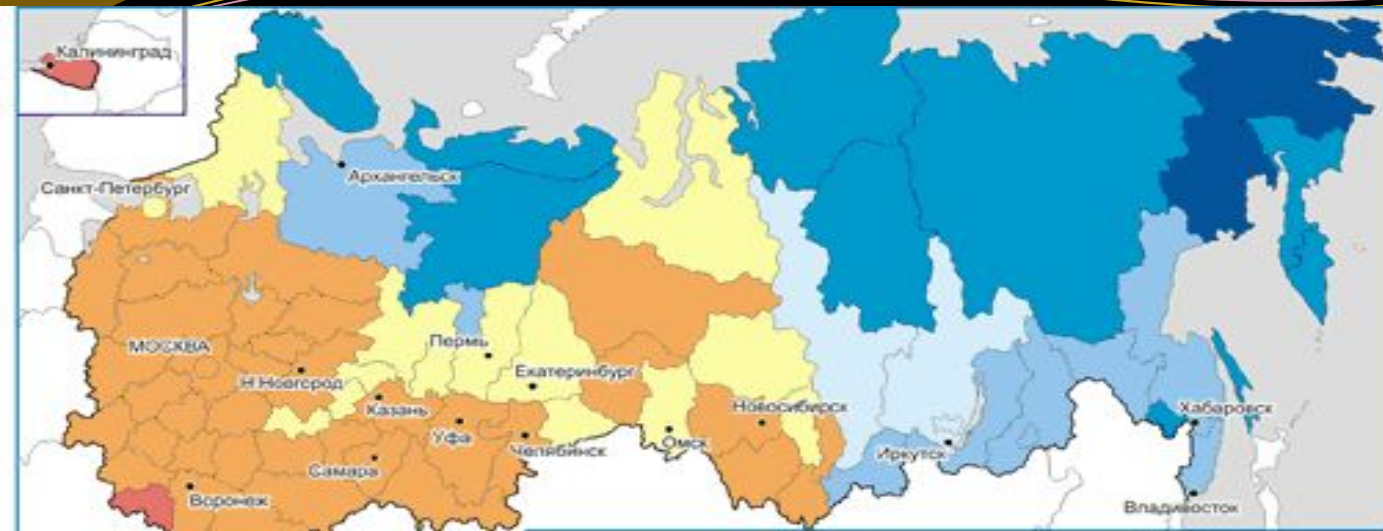 Калининград
Архангельск
Санкт-Петербург
МОСКВА
Пермь
Н.Новгород
Екатеринбург
Казань
Новосибирск
Хабаровск
Уфа
Омск
Челябинск
Иркутск
Самара
Воронеж
Владивосток